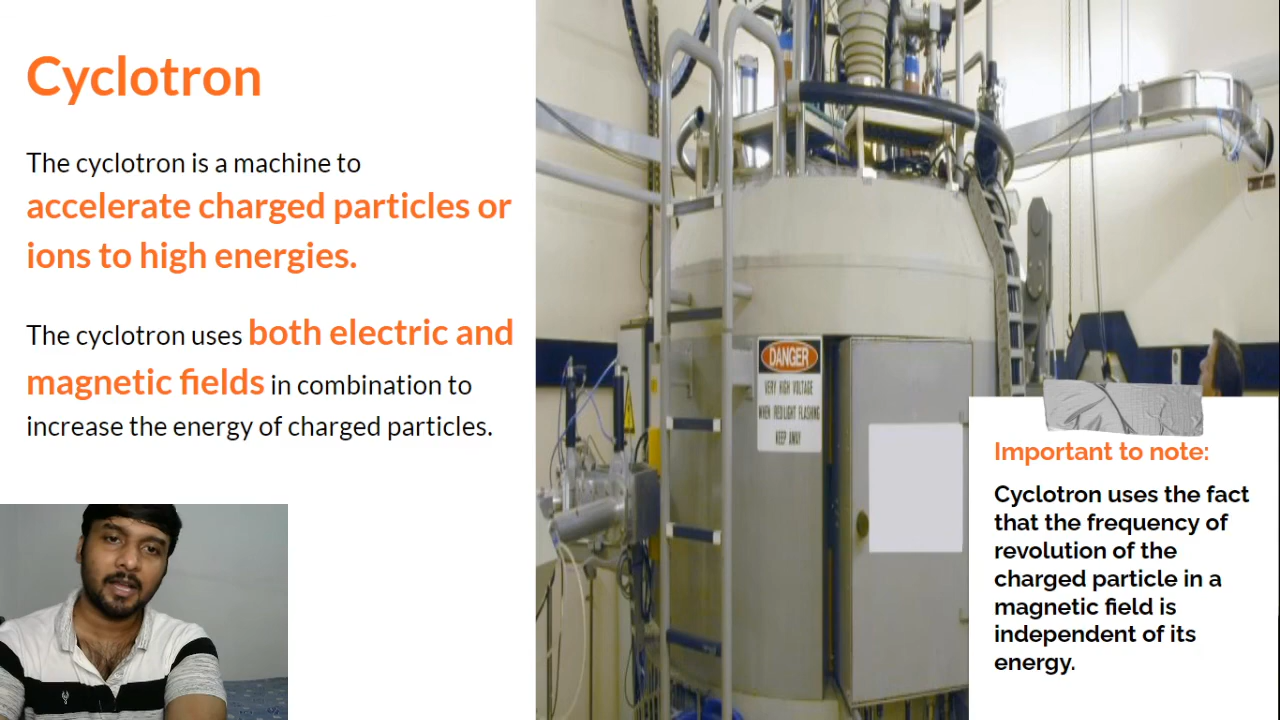 Cyclotron
The cyclotron is a machine to
accelerate charged particles or
ions to high energies.
The cyclotron uses both electric and
magnetic fields in combination to
increase the energy of charged particles.
DANGER
VERY HIGH VOLTAGE
WHEN RED LIGHT FLASHING
KEEP AWAY
Important to note:
Cyclotron uses the fact
that the frequency of
revolution of the
charged particle in a
magnetic field is
independent of its
energy.